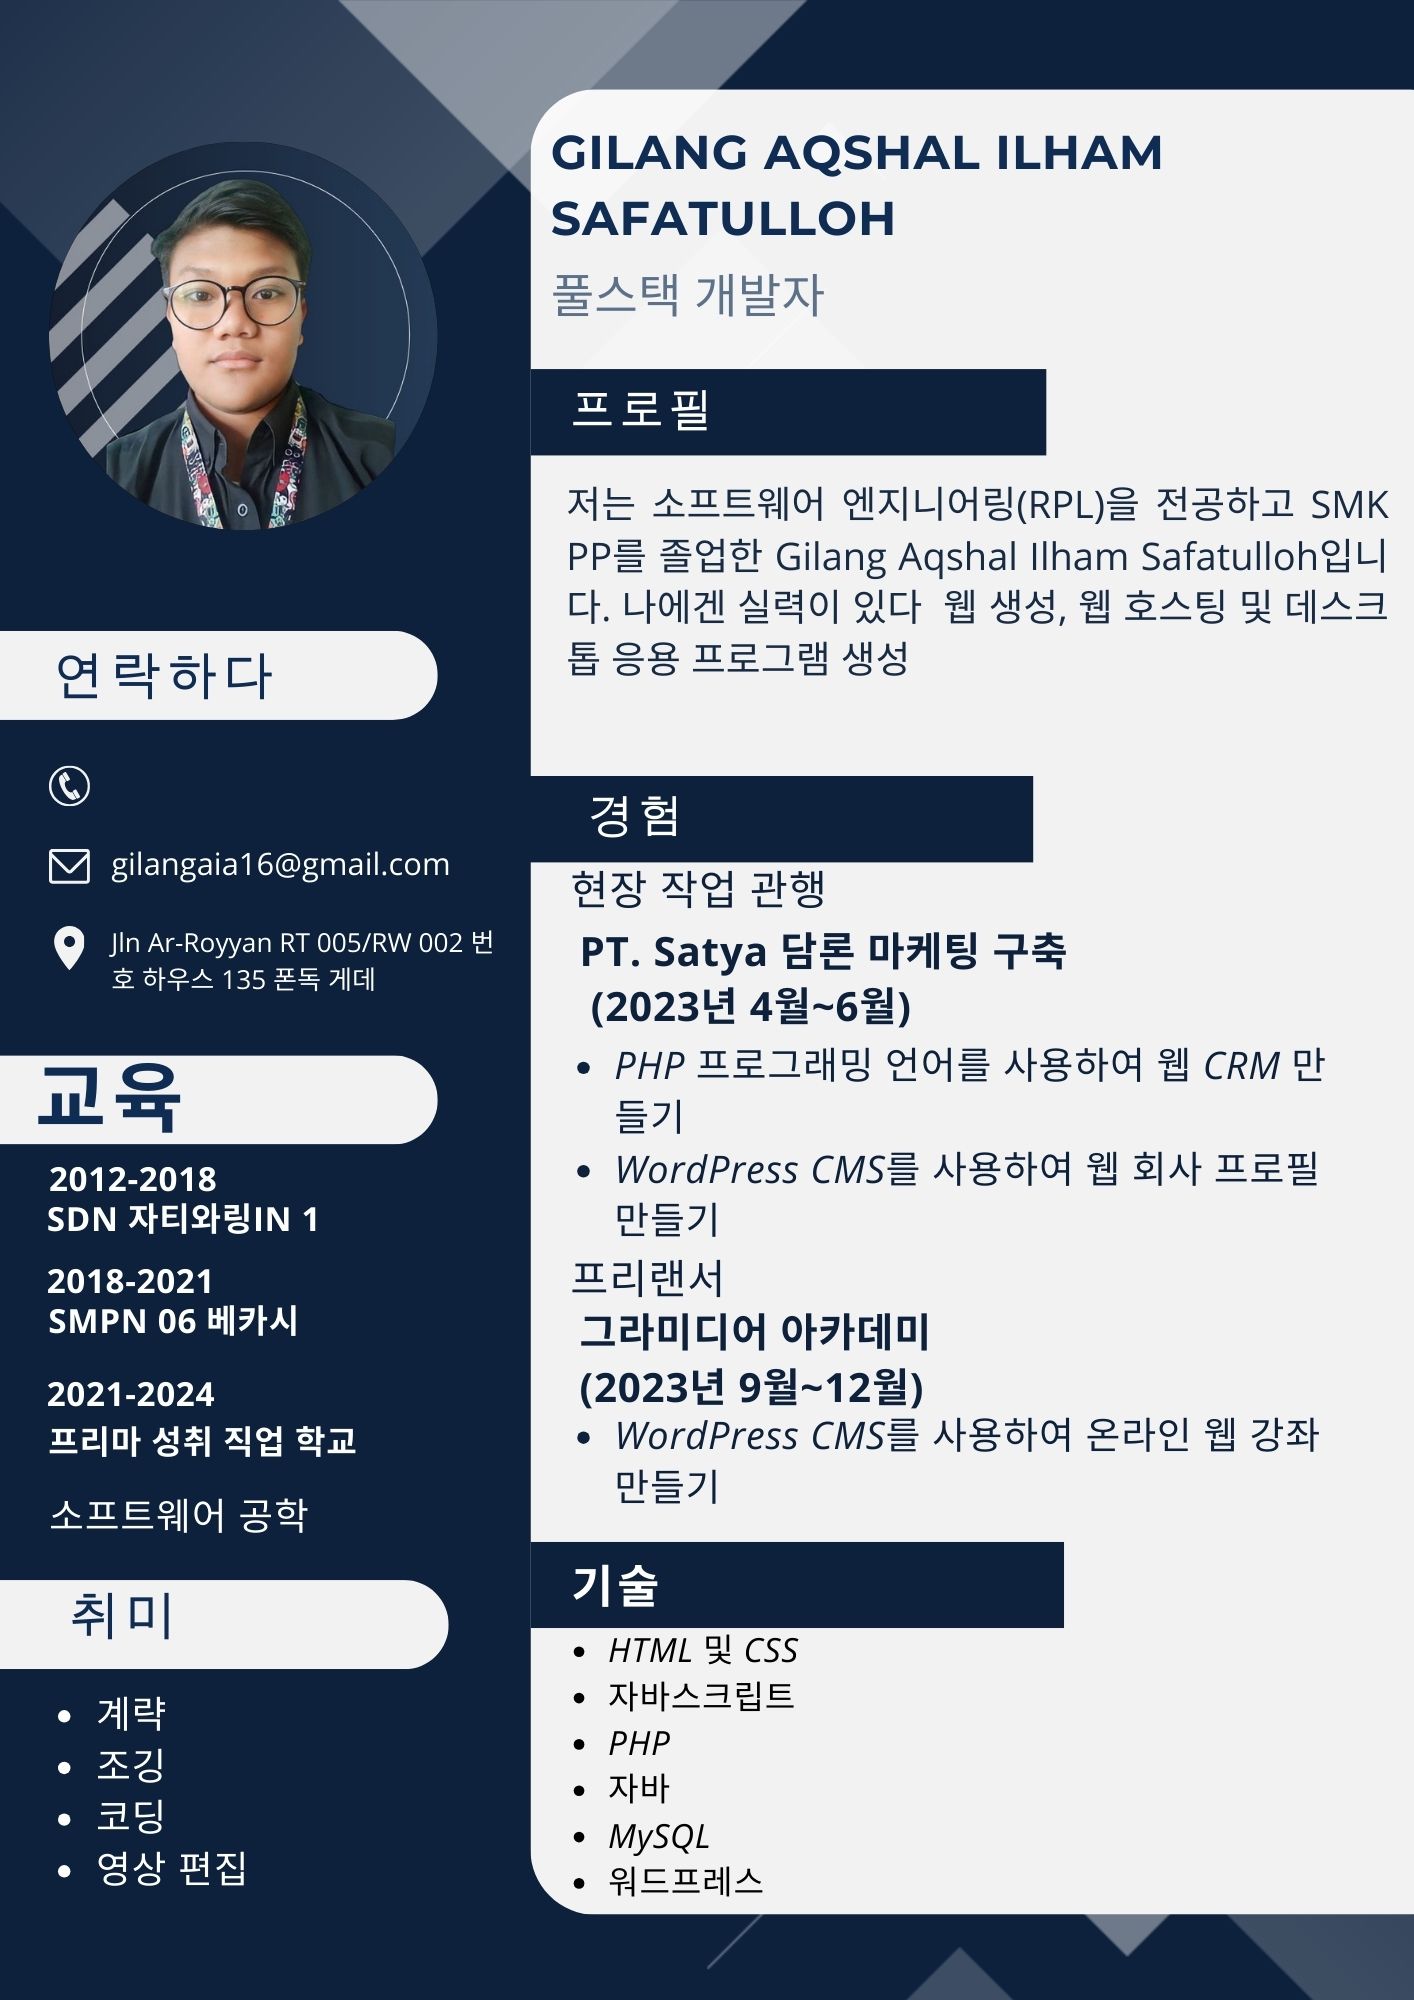 GILANG AQSHAL ILHAM
SAFATULLOH
풀스택 개발자
프로필
저는 소프트웨어 엔지니어링(RPL)을 전공하고 SMK
PP를 졸업한 Gilang Aqshal Ilham Safatulloh입니
다. 나에겐 실력이 있다 웹 생성, 웹 호스팅 및 데스크
톱 응용 프로그램 생성
연락하다
gilangaia16@gmail.com
Jln Ar-Royyan RT 005/RW 002 번
호 하우스 135 폰독 게데
교육
2012-2018
SDN 자티와링IN 1
2018-2021
SMPN 06 베카시
2021-2024
프리마 성취 직업 학교
소프트웨어 공학
취미
• 계략
• 조깅
• 코딩
• 영상 편집
경험
현장 작업 관행
PT. Satya 담론 마케팅 구축
(2023년 4월~6월)
• PHP 프로그래밍 언어를 사용하여 웹 CRM 만
들기
• WordPress CMS를 사용하여 웹 회사 프로필
만들기
프리랜서
그라미디어 아카데미
(2023년 9월~12월)
• WordPress CMS를 사용하여 온라인 웹 강좌
만들기
기술
• HTML 및 CSS
• 자바스크립트
• PHP
• 자바
• MySQL
• 워드프레스